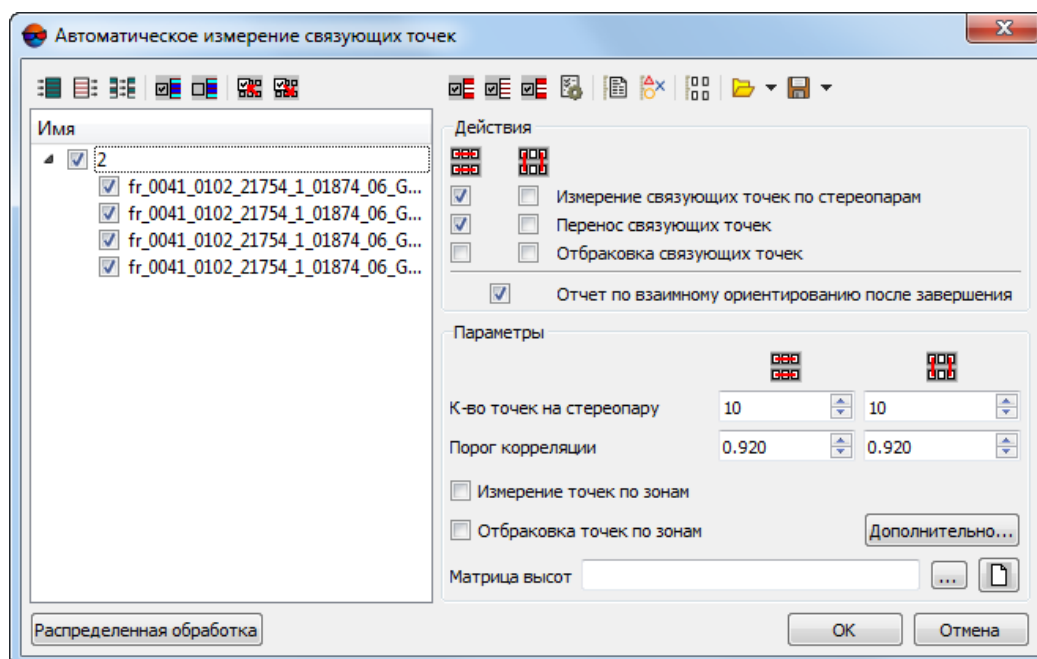 Автоматическое измерение связующих точек
Имя
2
fr_0041_0102_21754_1_01874_06_G...
fr_0041_0102_21754_1_01874_06_G...
fr_0041_0102_21754_1_01874_06_G...
fr_0041_0102_21754_1_01874_06_G...
Действия
Измерение связующих точек по стереопарам
Перенос связующих точек
Отбраковка связующих точек
Отчет по взаимному ориентированию после завершения
Параметры
К-во точек на стереопару 10 10
Порог корреляции 0.920 0.920
Измерение точек по зонам
Отбраковка точек по зонам Дополнительно...
Матрица высот ...
Распределенная обработка OK Отмена